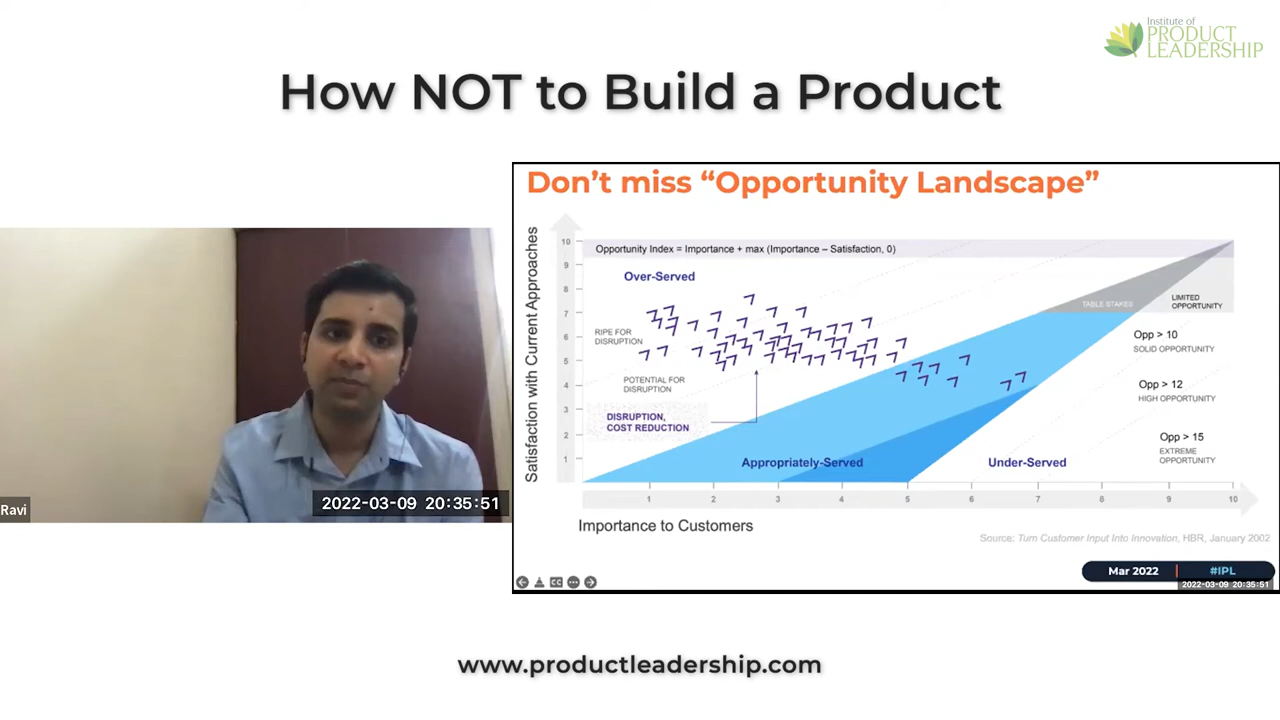 Institute of
PRODUCT
LEADERSHIP
How NOT to Build a Product
Don't miss “Opportunity Landscape”
Satisfaction with Current Approaches
10
9
8
7
6
5
4
3
2
1
Opportunity Index = Importance + max (Importance – Satisfaction, 0)
Over-Served
RIPE FOR
DISRUPTION
POTENTIAL FOR
DISRUPTION
DISRUPTION,
COST REDUCTION
Appropriately-Served
Under-Served
TABLE STAKES
LIMITED
OPPORTUNITY
Opp > 10
SOLID OPPORTUNITY
Opp > 12
HIGH OPPORTUNITY
Opp > 15
EXTREME
OPPORTUNITY
1 2 3 4 5 6 7 8 9 10
Importance to Customers
Source: Turn Customer Input Into Innovation, HBR, January 2002
Mar 2022 | #IPL
2022-03-09 20:35:51
CC
Ravi
2022-03-09 20:35:51
www.productleadership.com